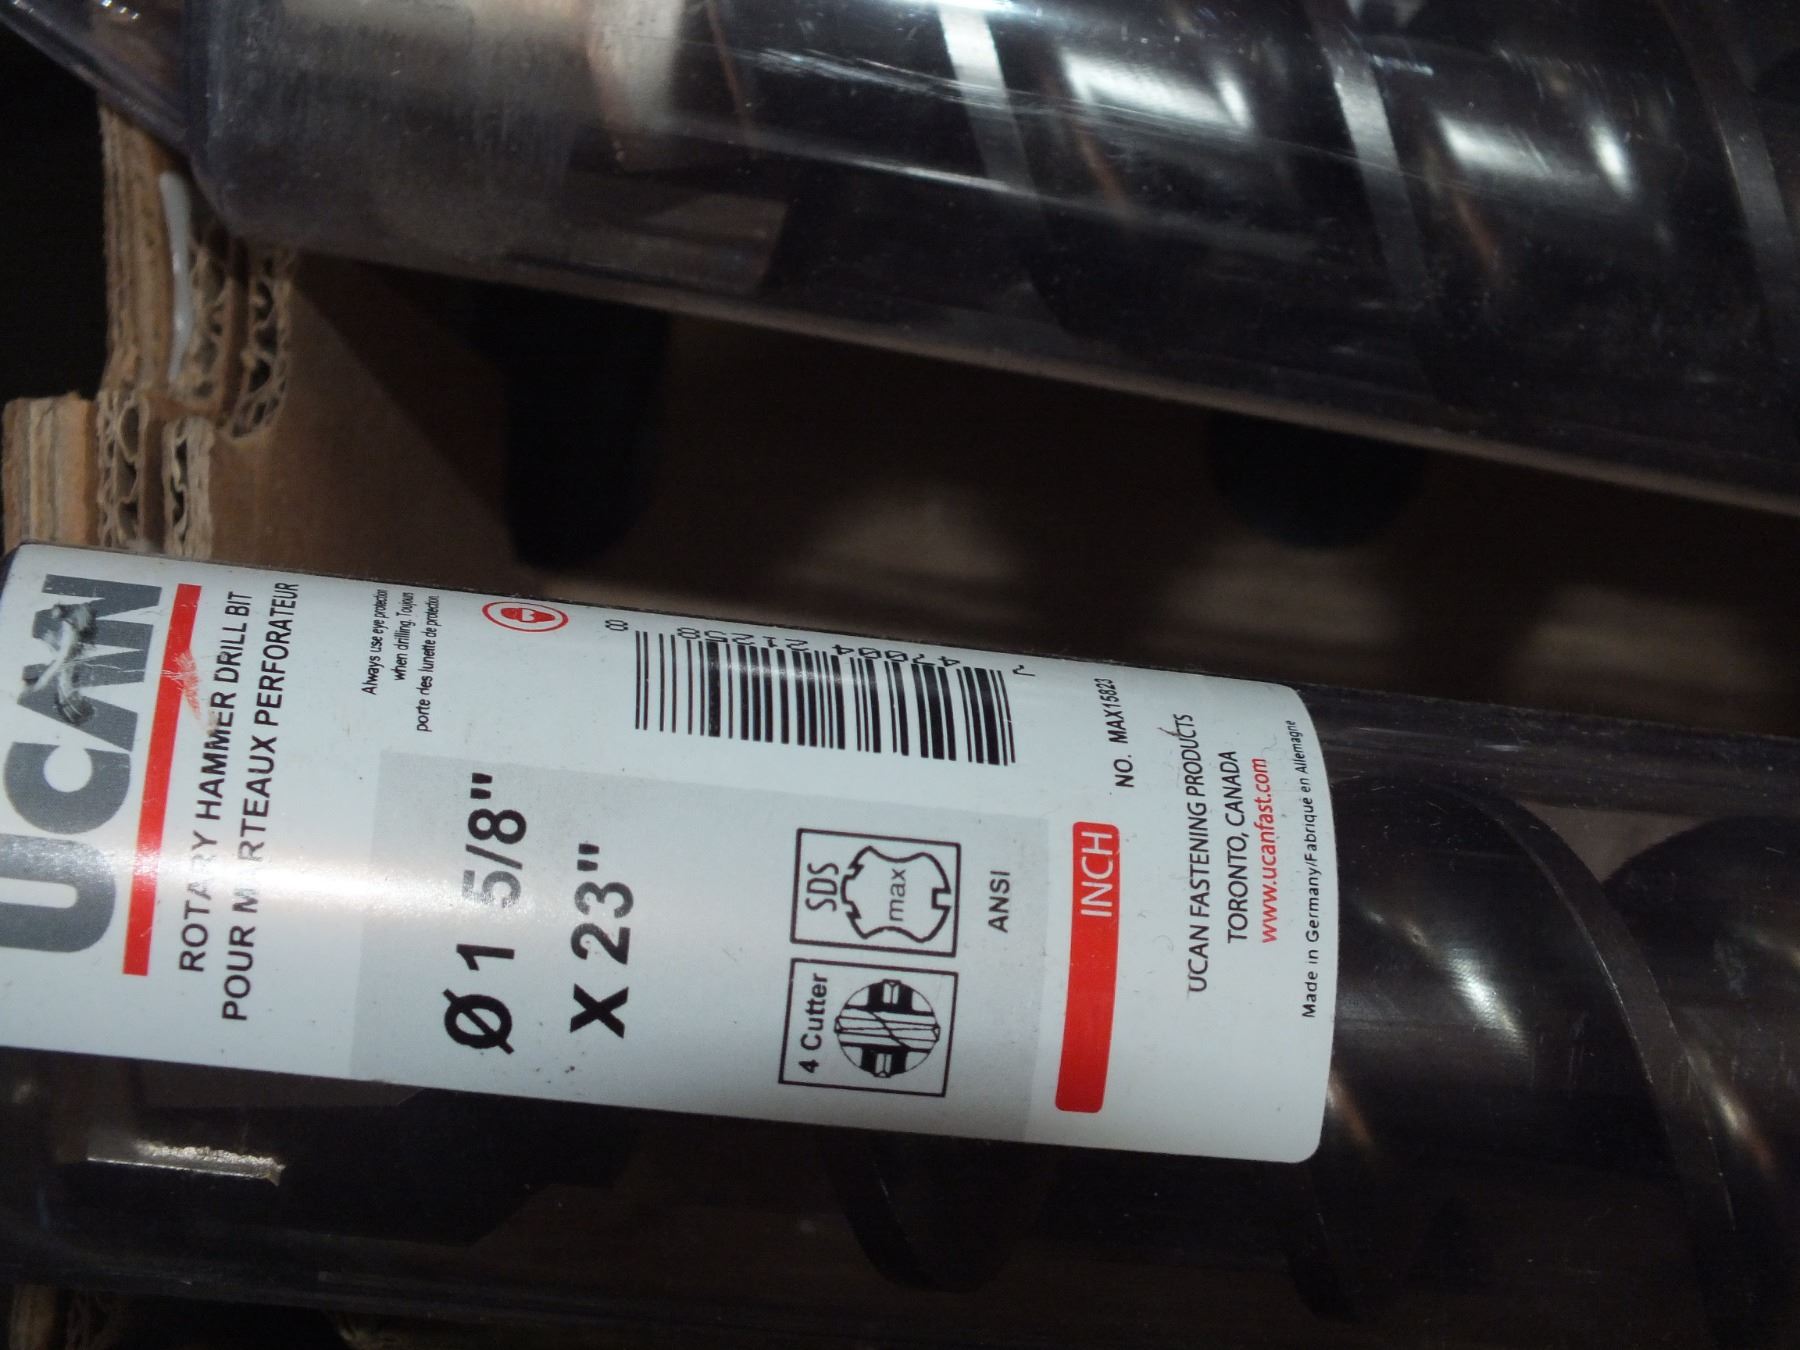 UCAN
ROTARY HAMMER DRILL BIT
POUR MARTEAUX PERFORATEUR
Always use eye protection
when drilling. Toujours
porte des lunette de protection.
Ø 1 5/8"
X 23"
4 Cutter
SDS
max
ANSI
INCH
NO. MAX15823
UCAN FASTENING PRODUCTS
TORONTO, CANADA
www.ucanfast.com
Made in Germany/Fabriqué en Allemagne